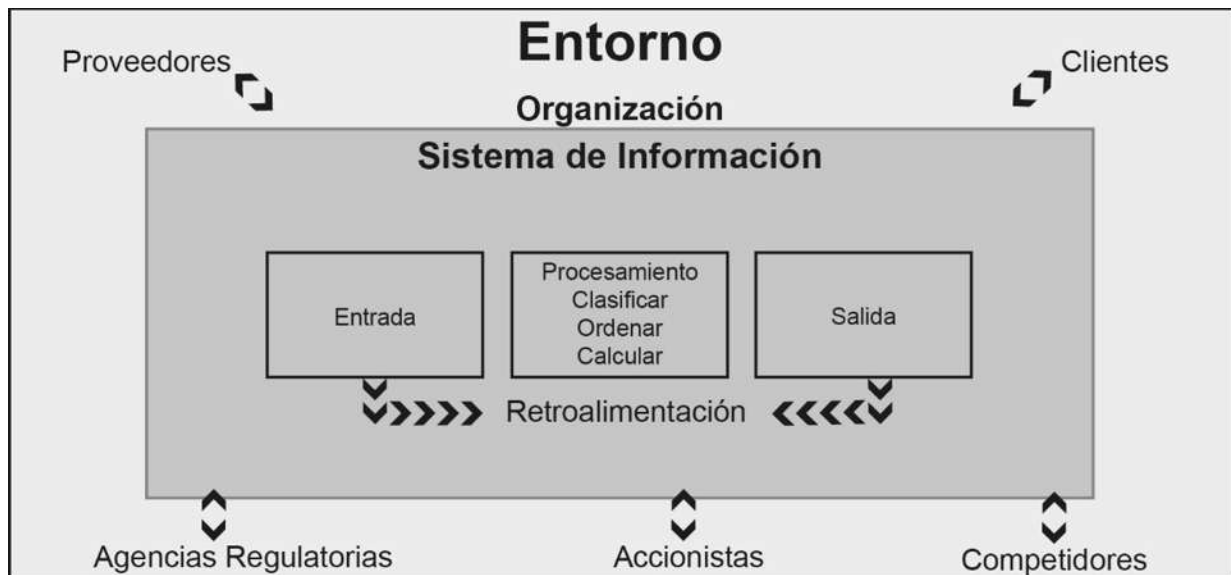 Entorno
Proveedores
Clientes
Organización
Sistema de Información
Entrada
Procesamiento
Clasificar
Ordenar
Calcular
Salida
Retroalimentación
Agencias Regulatorias
Accionistas
Competidores